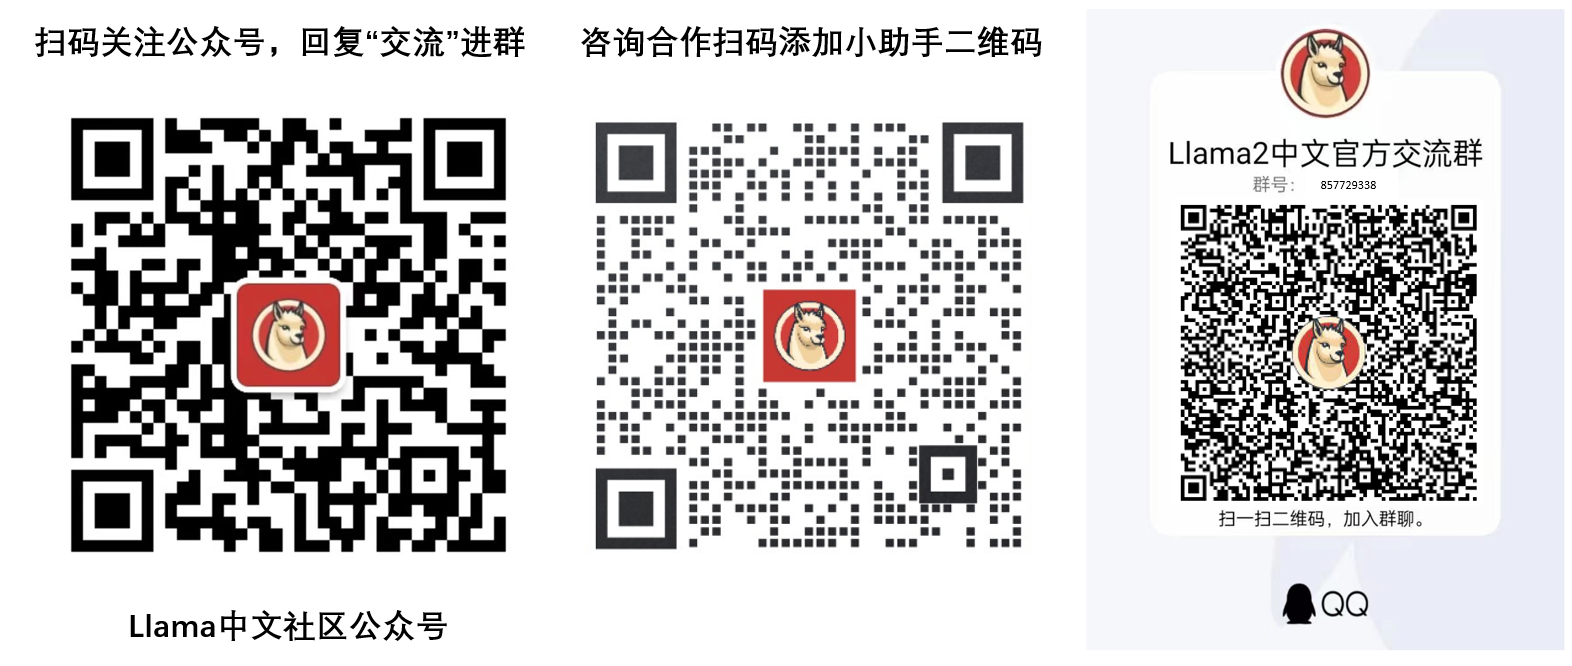 扫码关注公众号，回复“交流”进群
Llama中文社区公众号
咨询合作扫码添加小助手二维码
Llama2中文官方交流群
群号： 857729338
扫一扫二维码，加入群聊。
QQ